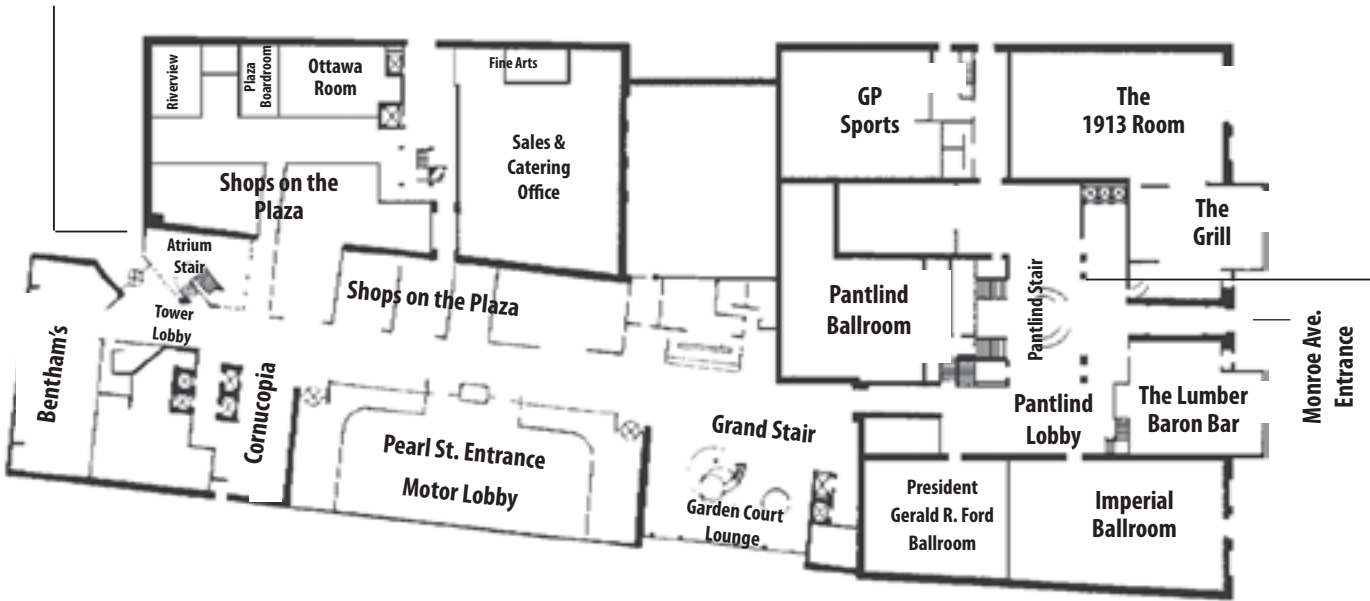 Riverview
Plaza
Boardroom
Ottawa
Room
Fine Arts
Sales &
Catering
Office
GP
Sports
The
1913 Room
Shops on the
Plaza
The
Grill
Atrium
Stair
Shops on the Plaza
Pantlind
Ballroom
Pantlind Stair
Tower
Lobby
Bentham's
Cornucopia
Monroe Ave.
Entrance
The Lumber
Baron Bar
Pantlind
Lobby
Grand Stair
Pearl St. Entrance
Motor Lobby
Garden Court
Lounge
President
Gerald R. Ford
Ballroom
Imperial
Ballroom